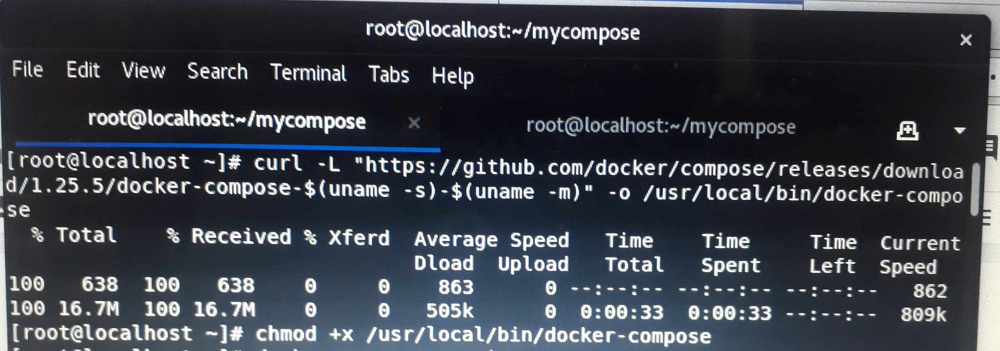 root@localhost:~/mycompose
File Edit View Search Terminal Tabs Help
root@localhost:~/mycompose root@localhost:~/mycompose
[root@localhost ~]# curl -L "https://github.com/docker/compose/releases/downloa
d/1.25.5/docker-compose-$(uname -s)-$(uname -m)" -o /usr/local/bin/docker-compo
se
% Total % Received % Xferd Average Speed Time Time Time Current
Dload Upload Total Spent Left Speed
100 638 100 638 0 0 863 0 --:--:-- --:--:-- --:--:-- 862
100 16.7M 100 16.7M 0 0 505k 0 0:00:33 0:00:33 --:--:-- 809k
[root@localhost ~]# chmod +x /usr/local/bin/docker-compose